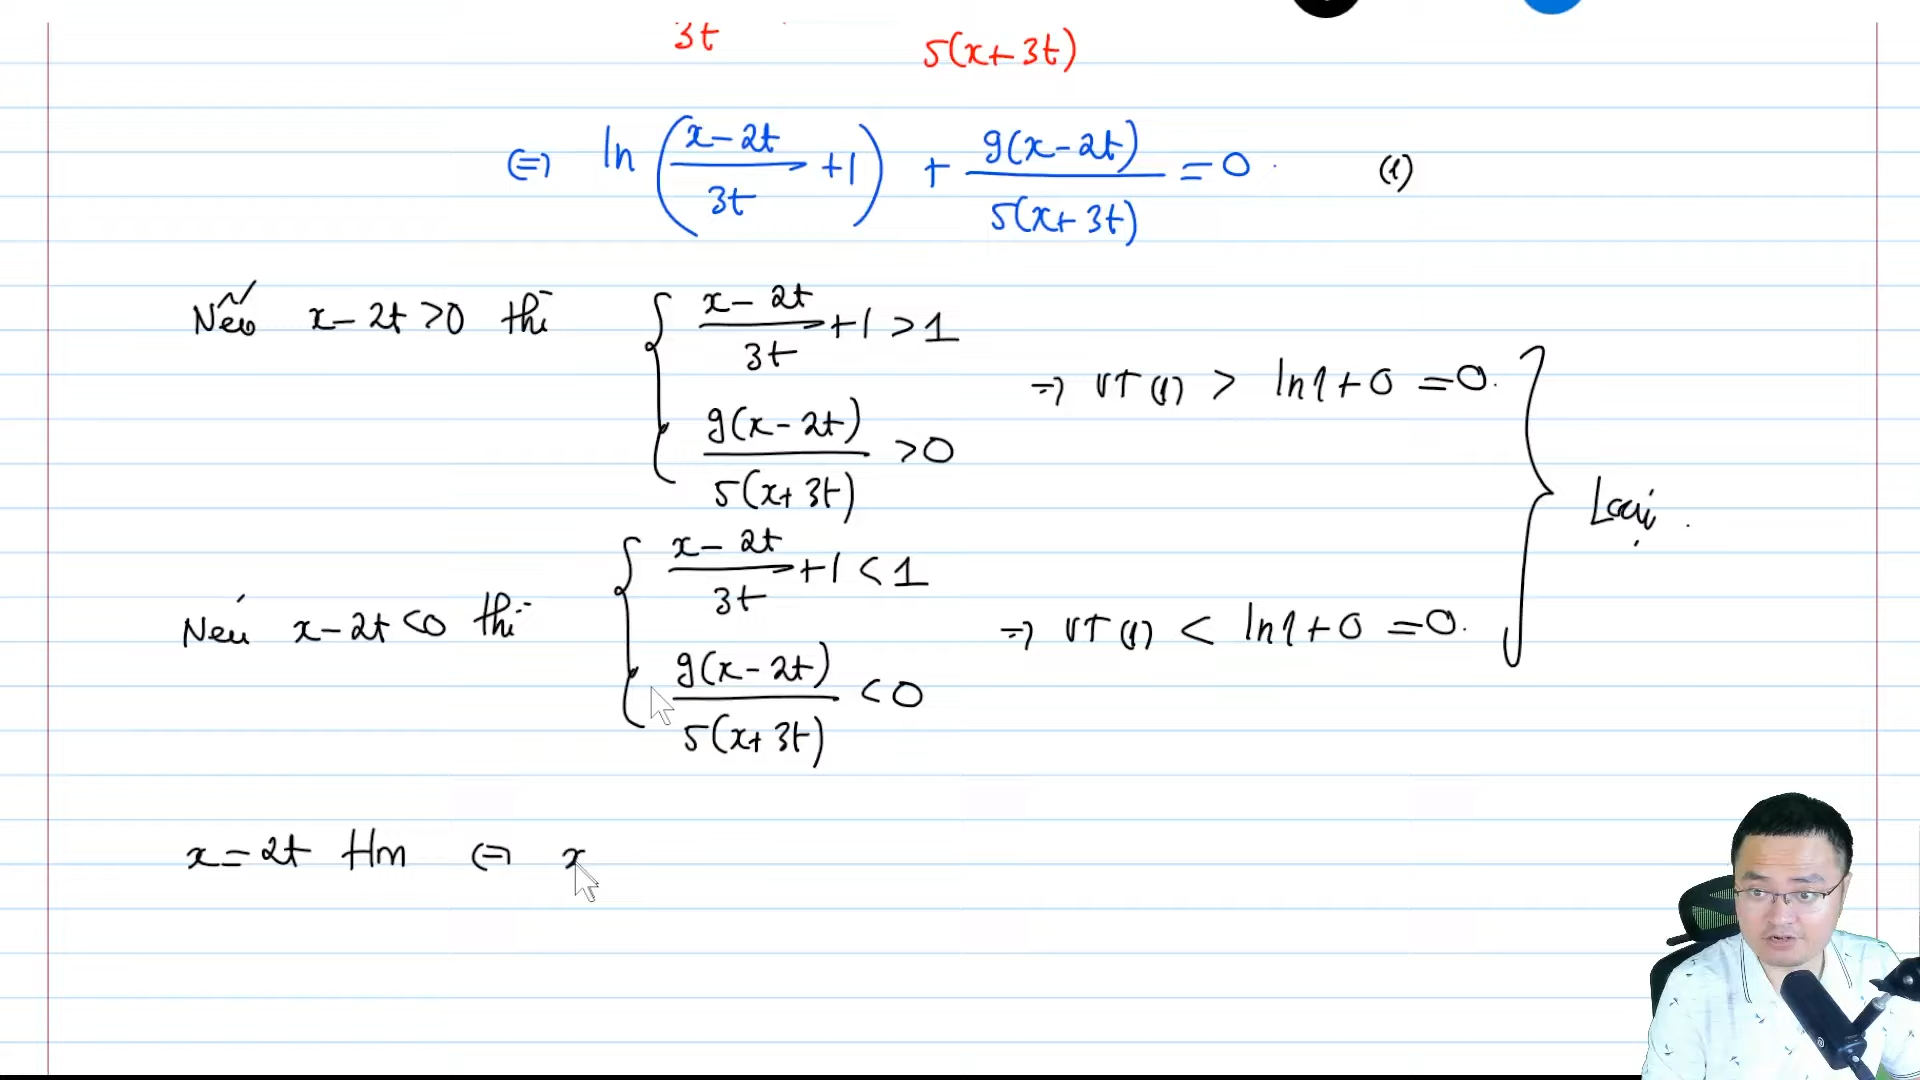 3t
5(x+3t)
⇔ ln((x-2t)/3t +1) + 9(x-2t)/5(x+3t) = 0. (1)
Nếu x-2t>0 thì { (x-2t)/3t +1 > 1
9(x-2t)/5(x+3t) > 0
⇒ VT(1) > ln1+0 =0.
Nếu x-2t<0 thì { (x-2t)/3t +1 < 1
9(x-2t)/5(x+3t) < 0
⇒ VT(1) < ln1+0 =0.
} Loại.
x=2t t/m ⇔ x